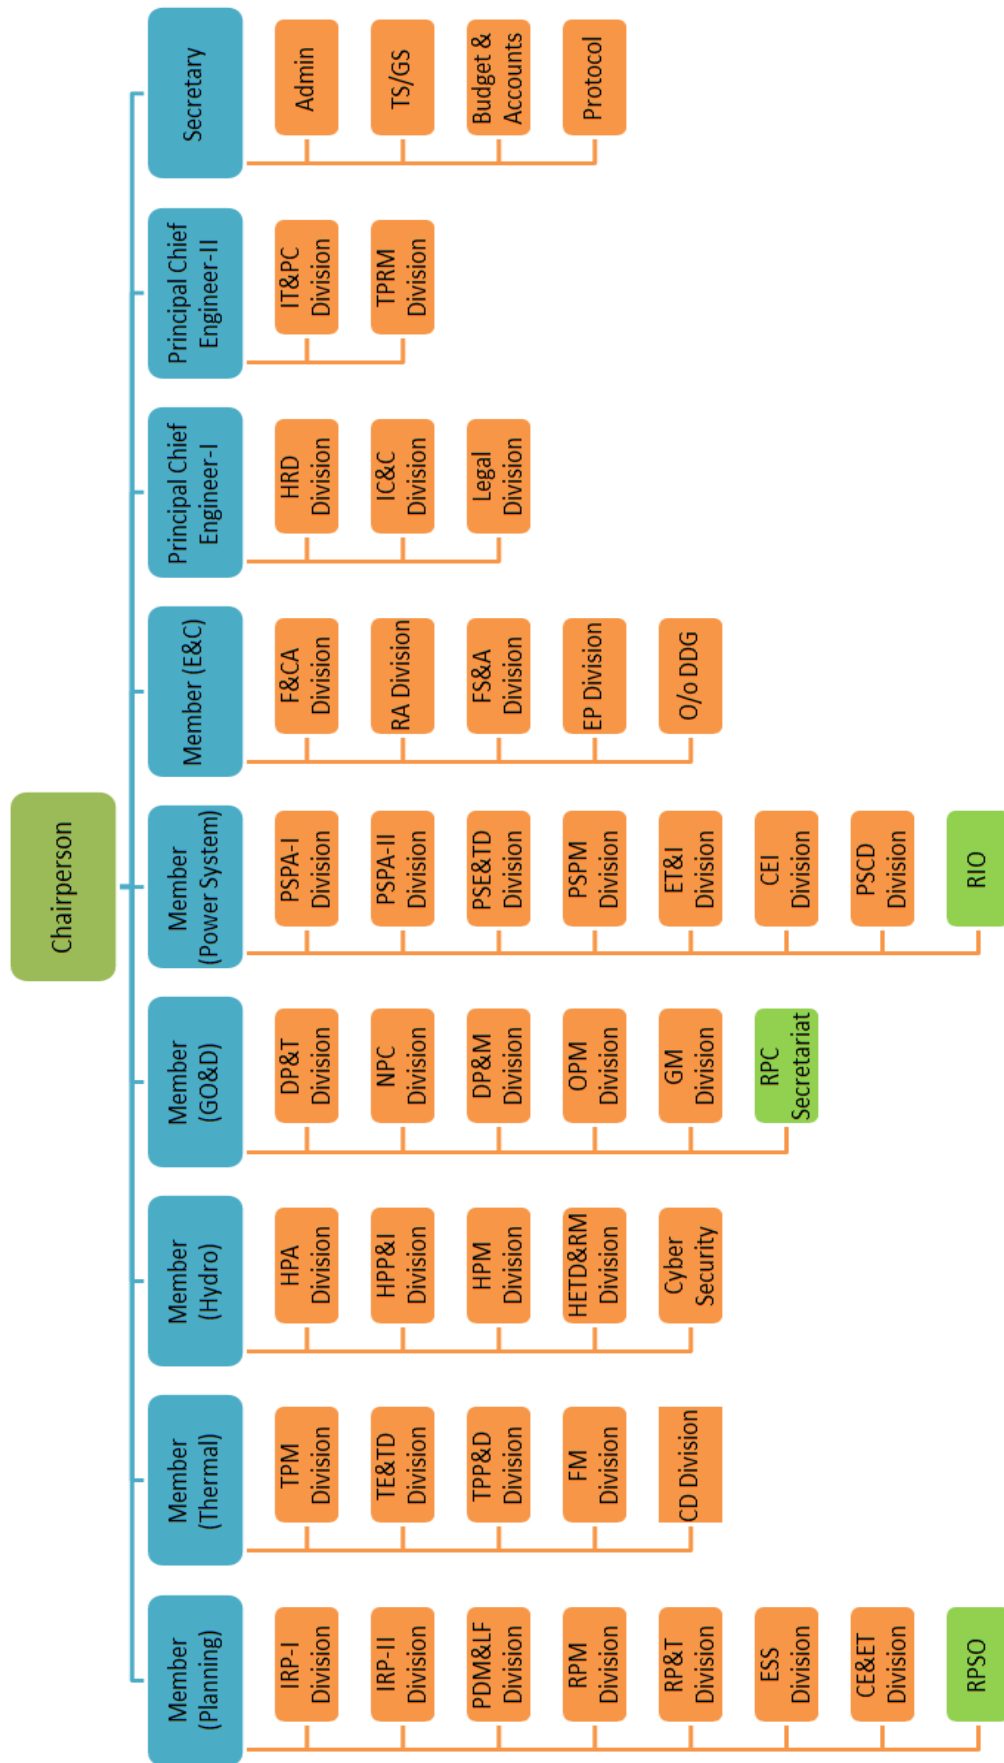 Chairperson
Member
(Planning)
IRP-I
Division
IRP-II
Division
PDM&LF
Division
RPM
Division
RP&T
Division
ESS
Division
CE&ET
Division
RPSO
Member
(Thermal)
TPM
Division
TE&TD
Division
TPP&D
Division
FM
Division
CD Division
Member
(Hydro)
HPA
Division
HPP&I
Division
HPM
Division
HETD&RM
Division
Cyber
Security
Member
(GO&D)
DP&T
Division
NPC
Division
DP&M
Division
OPM
Division
GM
Division
RPC
Secretariat
Member
(Power System)
PSPA-I
Division
PSPA-II
Division
PSE&TD
Division
PSPM
Division
ET&I
Division
CEI
Division
PSCD
Division
RIO
Member (E&C)
F&CA
Division
RA Division
FS&A
Division
EP Division
O/o DDG
Principal Chief
Engineer-I
HRD
Division
IC&C
Division
Legal
Division
Principal Chief
Engineer-II
IT&PC
Division
TPRM
Division
Secretary
Admin
TS/GS
Budget &
Accounts
Protocol